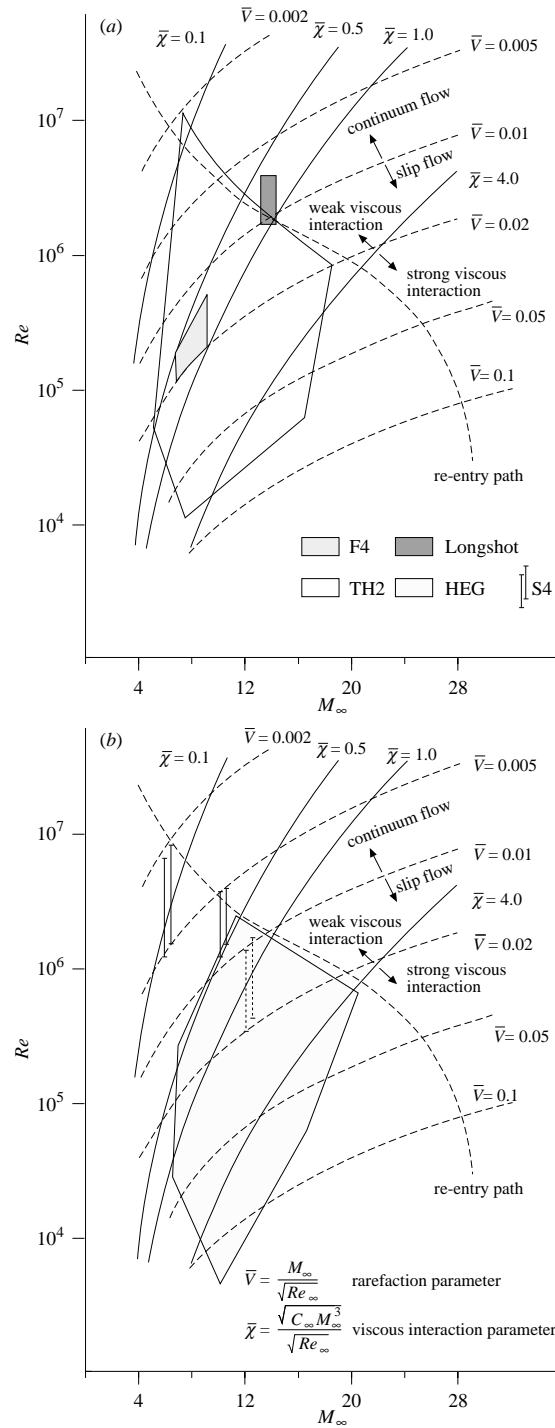 (a)
V̄ = 0.002
χ̄ = 0.1
χ̄ = 0.5
χ̄ = 1.0
V̄ = 0.005
10⁷
continuum flow
V̄ = 0.01
slip flow
χ̄ = 4.0
weak viscous
interaction
V̄ = 0.02
10⁶
strong viscous
interaction
Re
V̄ = 0.05
10⁵
V̄ = 0.1
re-entry path
10⁴
F4
Longshot
TH2
HEG
S4
4
12
20
28
M∞
(b)
V̄ = 0.002
χ̄ = 0.1
χ̄ = 0.5
χ̄ = 1.0
V̄ = 0.005
10⁷
continuum flow
V̄ = 0.01
slip flow
χ̄ = 4.0
weak viscous
interaction
V̄ = 0.02
10⁶
strong viscous
interaction
Re
V̄ = 0.05
10⁵
V̄ = 0.1
re-entry path
10⁴
V̄ = M∞ / √Re∞ rarefaction parameter
χ̄ = √C∞M∞³ / √Re∞ viscous interaction parameter
4
12
20
28
M∞